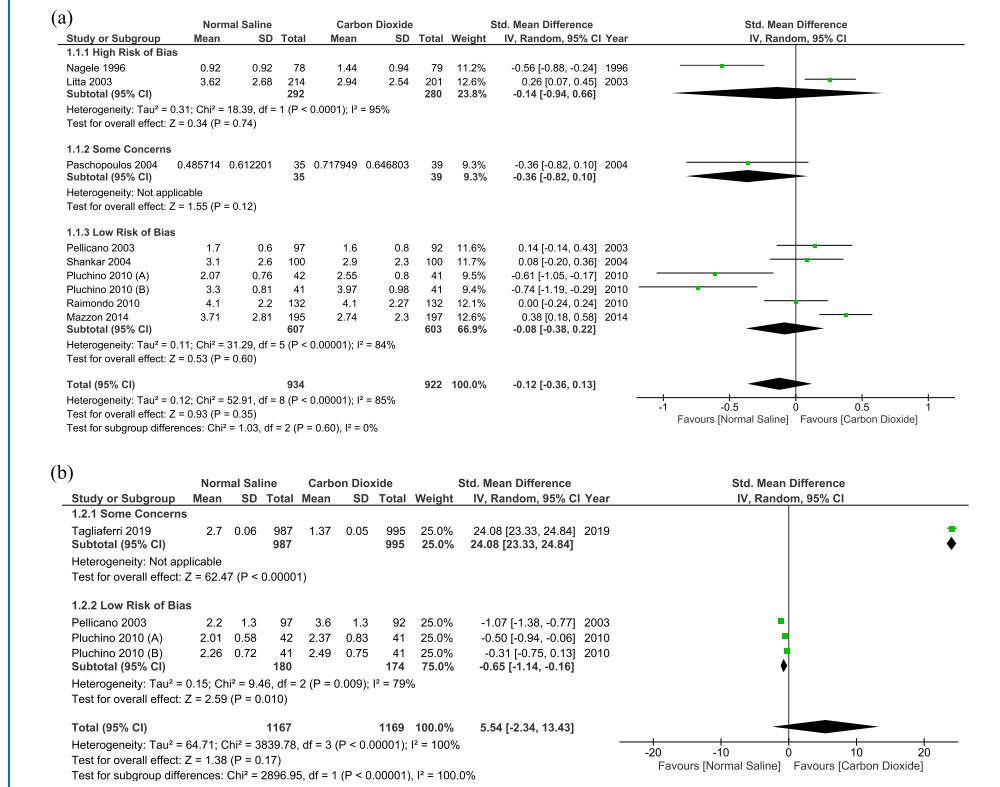 (a)
Normal Saline Carbon Dioxide Std. Mean Difference Std. Mean Difference
Study or Subgroup Mean SD Total Mean SD Total Weight IV, Random, 95% CI Year IV, Random, 95% CI
1.1.1 High Risk of Bias
Nagele 1996 0.92 0.92 78 1.44 0.94 79 11.2% -0.56 [-0.88, -0.24] 1996
Litta 2003 3.62 2.68 214 2.94 2.54 201 12.6% 0.26 [0.07, 0.45] 2003
Subtotal (95% CI) 292 280 23.8% -0.14 [-0.94, 0.66]
Heterogeneity: Tau² = 0.31; Chi² = 18.39, df = 1 (P < 0.0001); I² = 95%
Test for overall effect: Z = 0.34 (P = 0.74)
1.1.2 Some Concerns
Paschopoulos 2004 0.485714 0.612201 35 0.717949 0.646803 39 9.3% -0.36 [-0.82, 0.10] 2004
Subtotal (95% CI) 35 39 9.3% -0.36 [-0.82, 0.10]
Heterogeneity: Not applicable
Test for overall effect: Z = 1.55 (P = 0.12)
1.1.3 Low Risk of Bias
Pellicano 2003 1.7 0.6 97 1.6 0.8 92 11.6% 0.14 [-0.14, 0.43] 2003
Shankar 2004 3.1 2.6 100 2.9 2.3 100 11.7% 0.08 [-0.20, 0.36] 2004
Pluchino 2010 (A) 2.07 0.76 42 2.55 0.8 41 9.5% -0.61 [-1.05, -0.17] 2010
Pluchino 2010 (B) 3.3 0.81 41 3.97 0.98 41 9.4% -0.74 [-1.19, -0.29] 2010
Raimondo 2010 4.1 2.2 132 4.1 2.27 132 12.1% 0.00 [-0.24, 0.24] 2010
Mazzon 2014 3.71 2.81 195 2.74 2.3 197 12.6% 0.38 [0.18, 0.58] 2014
Subtotal (95% CI) 607 603 66.9% -0.08 [-0.38, 0.22]
Heterogeneity: Tau² = 0.11; Chi² = 31.29, df = 5 (P < 0.00001); I² = 84%
Test for overall effect: Z = 0.53 (P = 0.60)
Total (95% CI) 934 922 100.0% -0.12 [-0.36, 0.13]
Heterogeneity: Tau² = 0.12; Chi² = 52.91, df = 8 (P < 0.00001); I² = 85%
Test for overall effect: Z = 0.93 (P = 0.35)
Test for subgroup differences: Chi² = 1.03, df = 2 (P = 0.60), I² = 0%
-1 -0.5 0 0.5 1
Favours [Normal Saline] Favours [Carbon Dioxide]
(b)
Normal Saline Carbon Dioxide Std. Mean Difference Std. Mean Difference
Study or Subgroup Mean SD Total Mean SD Total Weight IV, Random, 95% CI Year IV, Random, 95% CI
1.2.1 Some Concerns
Tagliaferri 2019 2.7 0.06 987 1.37 0.05 995 25.0% 24.08 [23.33, 24.84] 2019
Subtotal (95% CI) 987 995 25.0% 24.08 [23.33, 24.84]
Heterogeneity: Not applicable
Test for overall effect: Z = 62.47 (P < 0.00001)
1.2.2 Low Risk of Bias
Pellicano 2003 2.2 1.3 97 3.6 1.3 92 25.0% -1.07 [-1.38, -0.77] 2003
Pluchino 2010 (A) 2.01 0.58 42 2.37 0.83 41 25.0% -0.50 [-0.94, -0.06] 2010
Pluchino 2010 (B) 2.26 0.72 41 2.49 0.75 41 25.0% -0.31 [-0.75, 0.13] 2010
Subtotal (95% CI) 180 174 75.0% -0.65 [-1.14, -0.16]
Heterogeneity: Tau² = 0.15; Chi² = 9.46, df = 2 (P = 0.009); I² = 79%
Test for overall effect: Z = 2.59 (P = 0.010)
Total (95% CI) 1167 1169 100.0% 5.54 [-2.34, 13.43]
Heterogeneity: Tau² = 64.71; Chi² = 3839.78, df = 3 (P < 0.00001); I² = 100%
Test for overall effect: Z = 1.38 (P = 0.17)
Test for subgroup differences: Chi² = 2896.95, df = 1 (P < 0.00001), I² = 100.0%
-20 -10 0 10 20
Favours [Normal Saline] Favours [Carbon Dioxide]